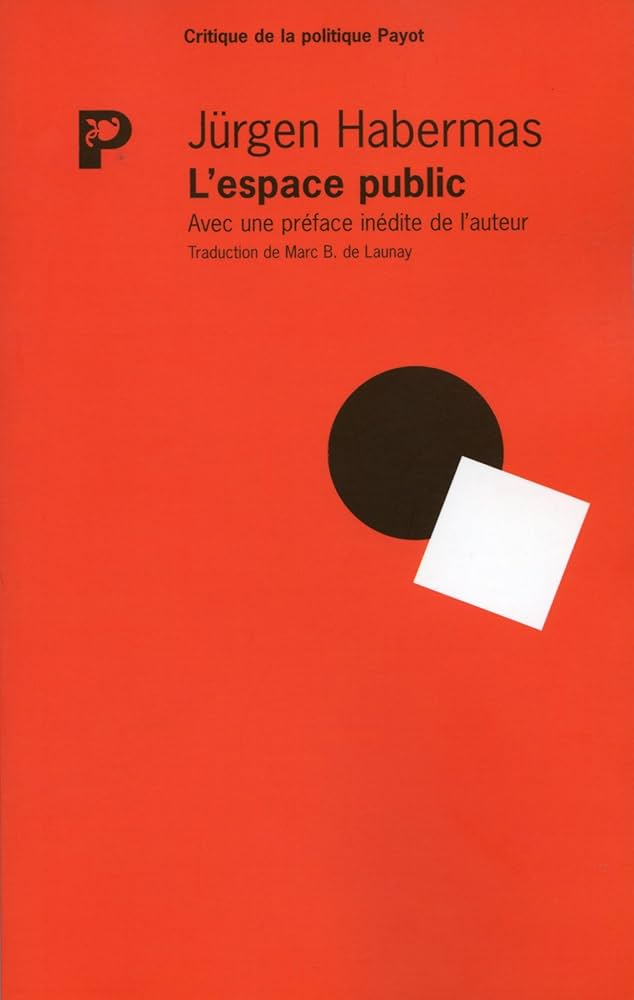 Critique de la politique Payot
P
Jürgen Habermas
L'espace public
Avec une préface inédite de l'auteur
Traduction de Marc B. de Launay